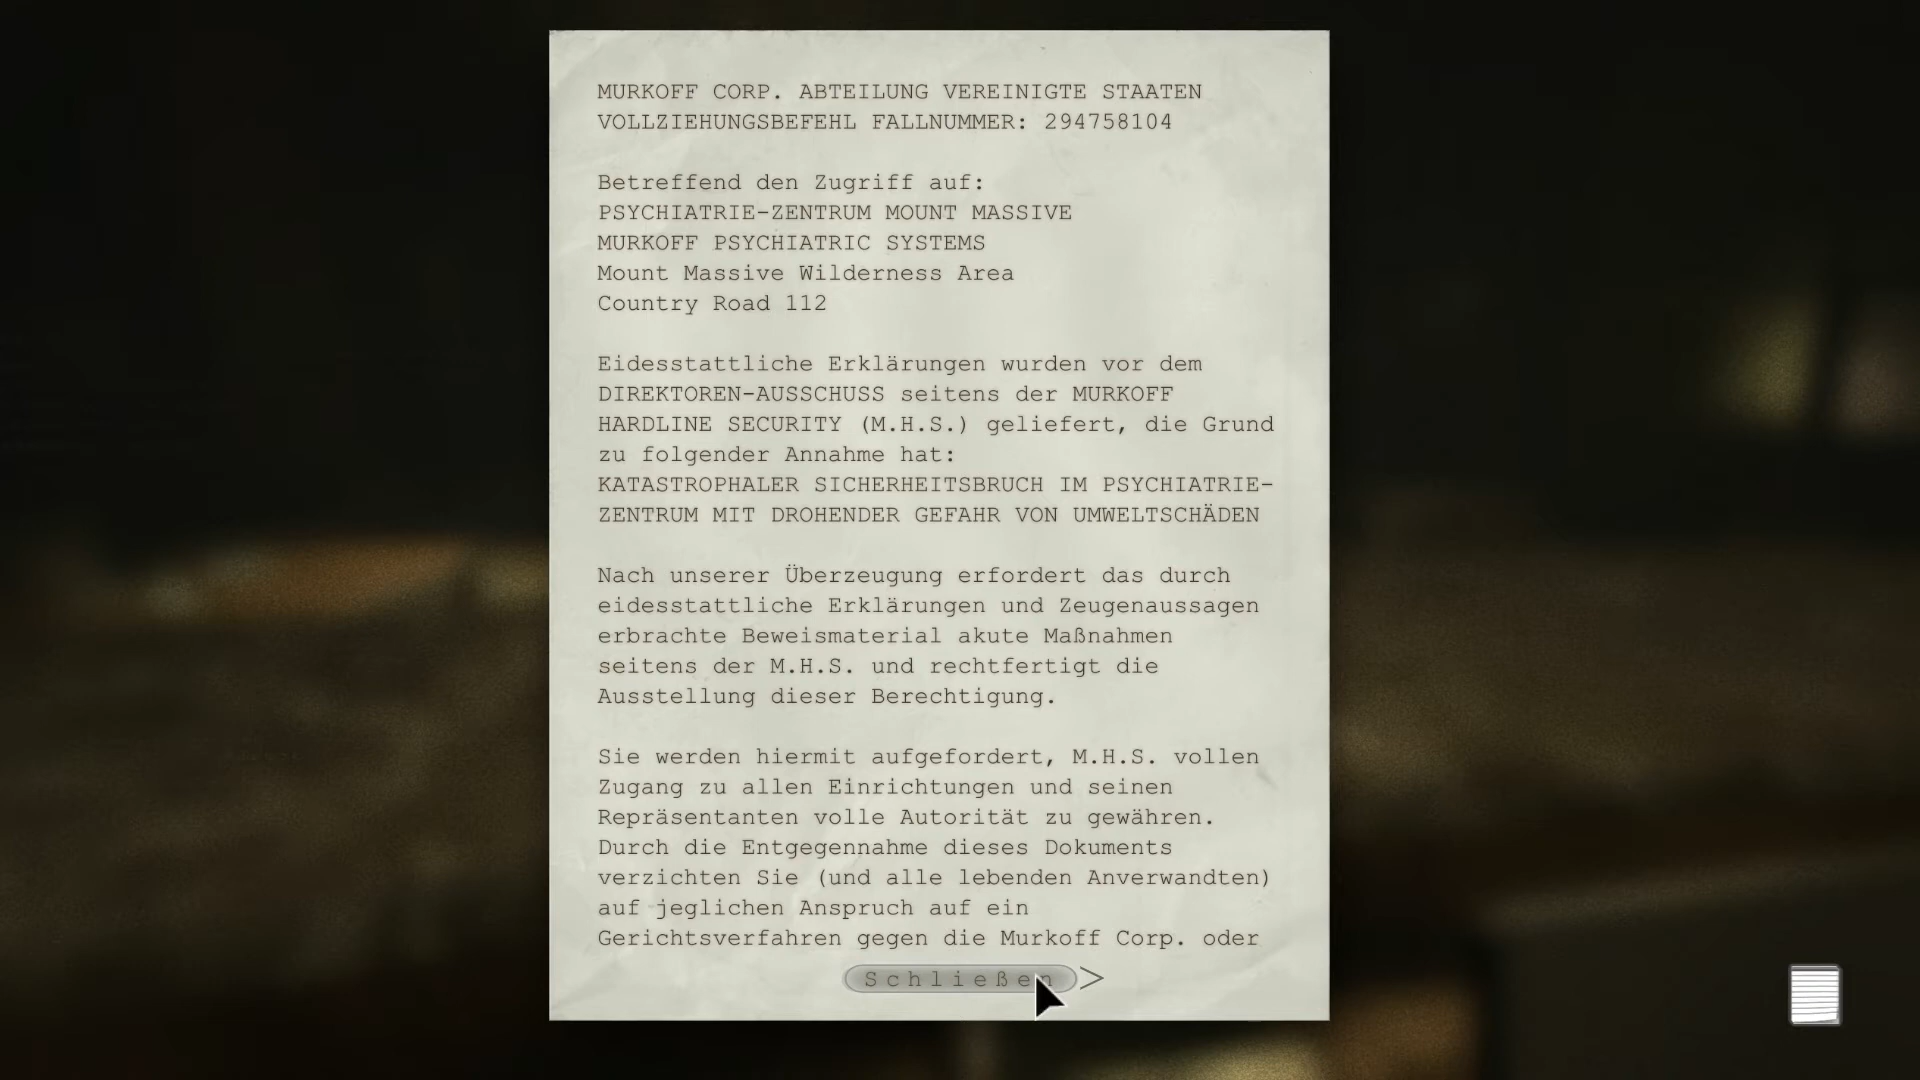 MURKOFF CORP. ABTEILUNG VEREINIGTE STAATEN
VOLLZIEHUNGSBEFEHL FALLNUMMER: 294758104
Betreffend den Zugriff auf:
PSYCHIATRIE-ZENTRUM MOUNT MASSIVE
MURKOFF PSYCHIATRIC SYSTEMS
Mount Massive Wilderness Area
Country Road 112
Eidesstattliche Erklärungen wurden vor dem
DIREKTOREN-AUSSCHUSS seitens der MURKOFF
HARDLINE SECURITY (M.H.S.) geliefert, die Grund
zu folgender Annahme hat:
KATASTROPHALER SICHERHEITSBRUCH IM PSYCHIATRIE-
ZENTRUM MIT DROHENDER GEFAHR VON UMWELTSCHÄDEN
Nach unserer Überzeugung erfordert das durch
eidesstattliche Erklärungen und Zeugenaussagen
erbrachte Beweismaterial akute Maßnahmen
seitens der M.H.S. und rechtfertigt die
Ausstellung dieser Berechtigung.
Sie werden hiermit aufgefordert, M.H.S. vollen
Zugang zu allen Einrichtungen und seinen
Repräsentanten volle Autorität zu gewähren.
Durch die Entgegennahme dieses Dokuments
verzichten Sie (und alle lebenden Anverwandten)
auf jeglichen Anspruch auf ein
Gerichtsverfahren gegen die Murkoff Corp. oder
Schließen >